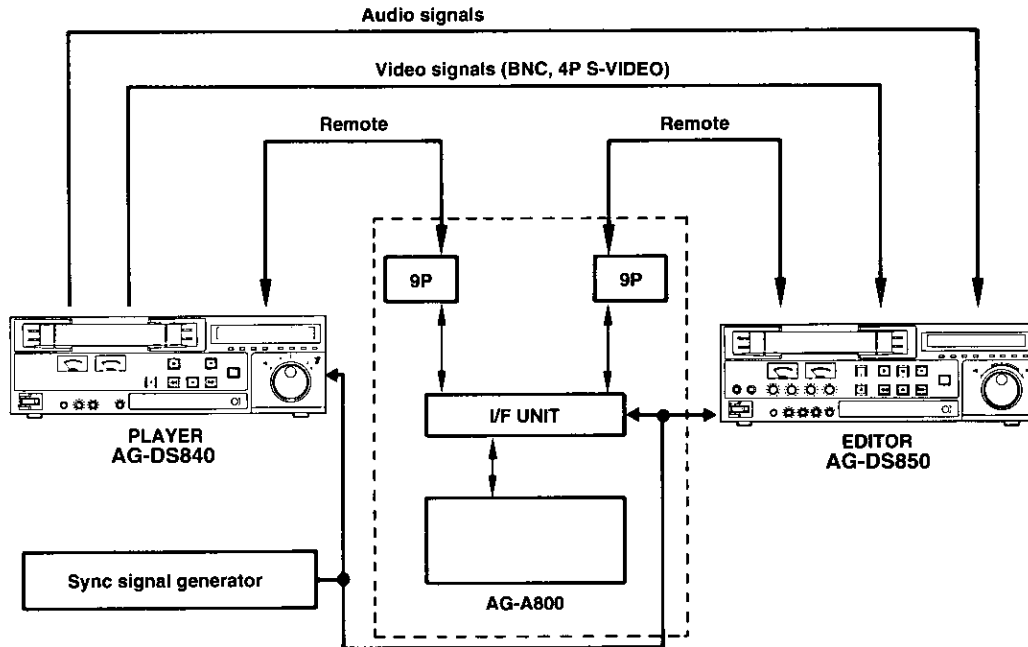 Audio signals
Video signals (BNC, 4P S-VIDEO)
Remote
Remote
9P
9P
I/F UNIT
PLAYER
AG-DS840
EDITOR
AG-DS850
Sync signal generator
AG-A800